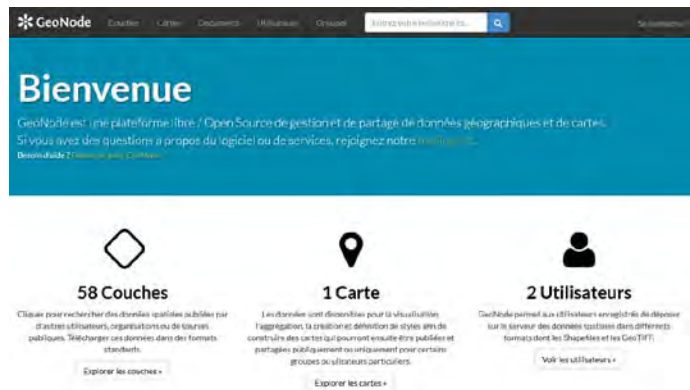 GeoNode Couches Cartes Documents Utilisateurs Groupes
Bienvenue
GeoNode est une plateforme libre / Open Source de gestion et de partage de données géographiques et de cartes.
Si vous avez des questions a propos du logiciel ou de services, rejoignez notre
Besoin d'aide ?
58 Couches
Cliquez pour rechercher des données spatiales publiées par
d'autres utilisateurs, organisations ou de sources
publiques. Télécharger ces données dans des formats
standards.
Explorer les couches »
1 Carte
Les données sont disponibles pour la visualisation,
l'aggrégation, la création et définition de styles afin de
construire des cartes qui pourront ensuite être publiées et
partagées publiquement ou uniquement pour certains
groupes ou utilisateurs particuliers.
Explorer les cartes »
2 Utilisateurs
GeoNode permet aux utilisateurs enregistrés de déposer
sur le serveur des données spatiales dans différents
formats dont les Shapefiles et les GeoTIFF.
Voir les utilisateurs »